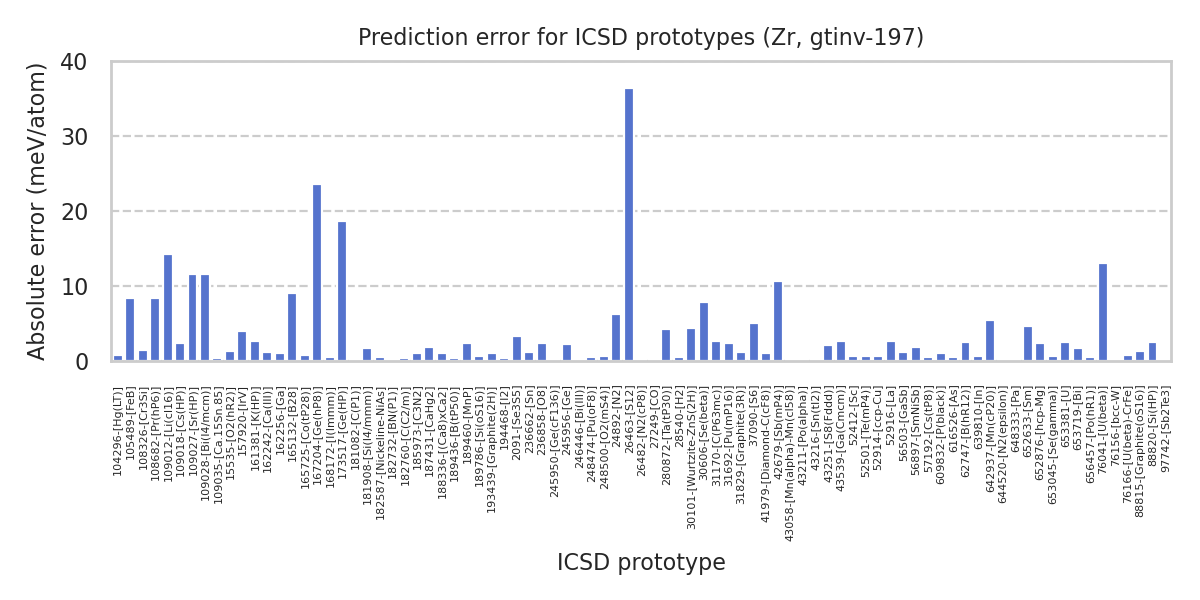 Prediction error for ICSD prototypes (Zr, gtinv-197)
Absolute error (meV/atom)
40
30
20
10
0
104296-[Hg(LT)]
105489-[FeB]
108326-[Cr3Si]
108682-[Pr(hP6)]
109012-[Li(cI16)]
109018-[Cs(HP)]
109027-[Sr(HP)]
109028-[Bi(I4/mcm)]
109035-[Ca.15Sn.85]
15535-[O2(hR2)]
157920-[IrV]
161381-[K(HP)]
162242-[Ca(III)]
162256-[Ga]
165132-[B28]
165725-[Co(tP28)]
167204-[Ge(hP8)]
168172-[I(Immm)]
173517-[Ge(HP)]
181082-[C(P1)]
181908-[Si(I4/mmm)]
182587-[Nickeline-NiAs]
182732-[BN(P1)]
182760-[C(C2/m)]
185973-[C3N2]
187431-[CaHg2]
188336-[(Ca8)xCa2]
189436-[B(tP50)]
189460-[MnP]
189786-[Si(oS16)]
193439-[Graphite(2H)]
194468-[I2]
2091-[Se3S5]
236662-[Sn]
236858-[O8]
245950-[Ge(cF136)]
245956-[Ge]
246446-[Bi(III)]
248474-[Pu(oF8)]
248500-[O2(mS4)]
24892-[N2]
26463-[S12]
26482-[N2(cP8)]
27249-[CO]
280872-[Ta(tP30)]
28540-[H2]
30101-[Wurtzite-ZnS(2H)]
30606-[Se(beta)]
31170-[C(P63mc)]
31692-[Pu(mP16)]
31829-[Graphite(3R)]
37090-[S6]
41979-[Diamond-C(cF8)]
42679-[Sb(mP4)]
43058-[Mn(alpha)-Mn(cI58)]
43211-[Po(alpha)]
43216-[Sn(tI2)]
43251-[S8(Fddd)]
43539-[Ga(Cmcm)]
52412-[Sc]
52501-[Te(mP4)]
52914-[ccp-Cu]
52916-[La]
56503-[GaSb]
56897-[SmNiSb]
57192-[Cs(tP8)]
609832-[P(black)]
616526-[As]
62747-[B(hR12)]
639810-[In]
642937-[Mn(cP20)]
644520-[N2(epsilon)]
648333-[Pa]
652633-[Sm]
652876-[hcp-Mg]
653045-[Se(gamma)]
653381-[U]
653719-[Bi]
656457-[Po(hR1)]
76041-[U(beta)]
76156-[bcc-W]
76166-[U(beta)-CrFe]
88815-[Graphite(oS16)]
88820-[Si(HP)]
97742-[Sb2Te3]
ICSD prototype